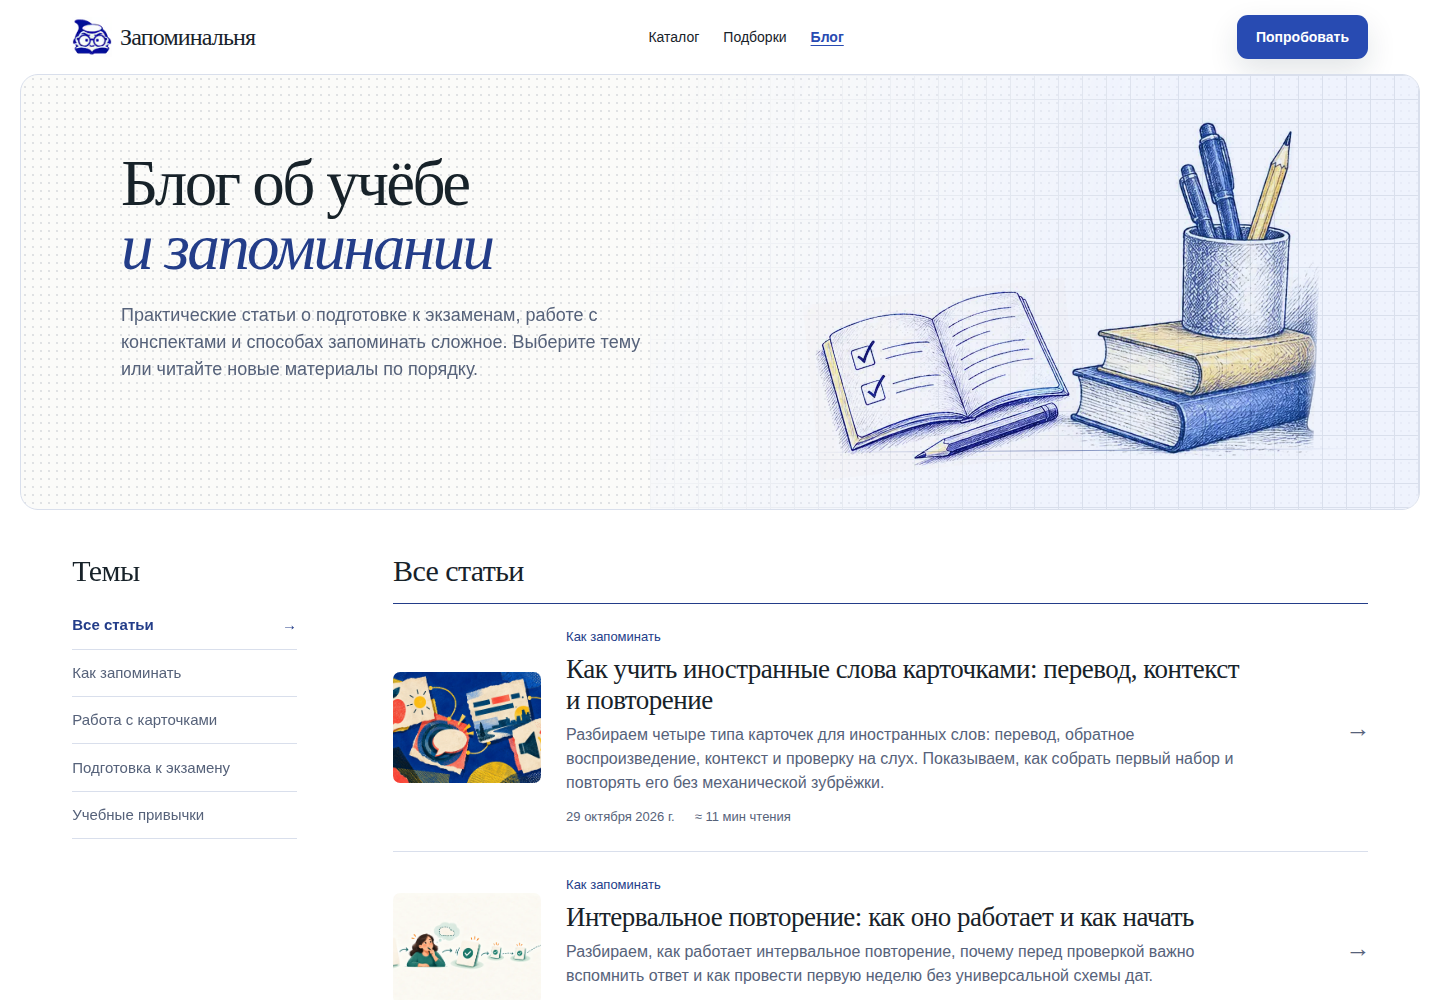 Запоминальня
Каталог
Подборки
Блог
Попробовать
Блог об учёбе
и запоминании
Практические статьи о подготовке к экзаменам, работе с
конспектами и способах запоминать сложное. Выберите тему
или читайте новые материалы по порядку.
Темы
Все статьи →
Как запоминать
Работа с карточками
Подготовка к экзамену
Учебные привычки
Все статьи
Как запоминать
Как учить иностранные слова карточками: перевод, контекст
и повторение
Разбираем четыре типа карточек для иностранных слов: перевод, обратное
воспроизведение, контекст и проверку на слух. Показываем, как собрать первый набор и
повторять его без механической зубрёжки.
→
29 октября 2026 г.
≈ 11 мин чтения
Как запоминать
Интервальное повторение: как оно работает и как начать
Разбираем, как работает интервальное повторение, почему перед проверкой важно
вспомнить ответ и как провести первую неделю без универсальной схемы дат.
→